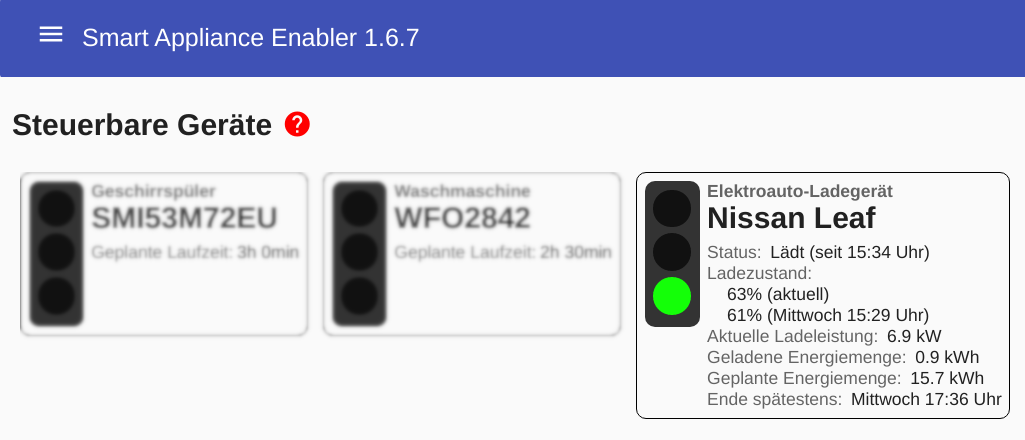 Smart Appliance Enabler 1.6.7
Steuerbare Geräte ?
Geschirrspüler
SMI53M72EU
Geplante Laufzeit: 3h 0min
Waschmaschine
WFO2842
Geplante Laufzeit: 2h 30min
Elektroauto-Ladegerät
Nissan Leaf
Status: Lädt (seit 15:34 Uhr)
Ladezustand:
63% (aktuell)
61% (Mittwoch 15:29 Uhr)
Aktuelle Ladeleistung: 6.9 kW
Geladene Energiemenge: 0.9 kWh
Geplante Energiemenge: 15.7 kWh
Ende spätestens: Mittwoch 17:36 Uhr